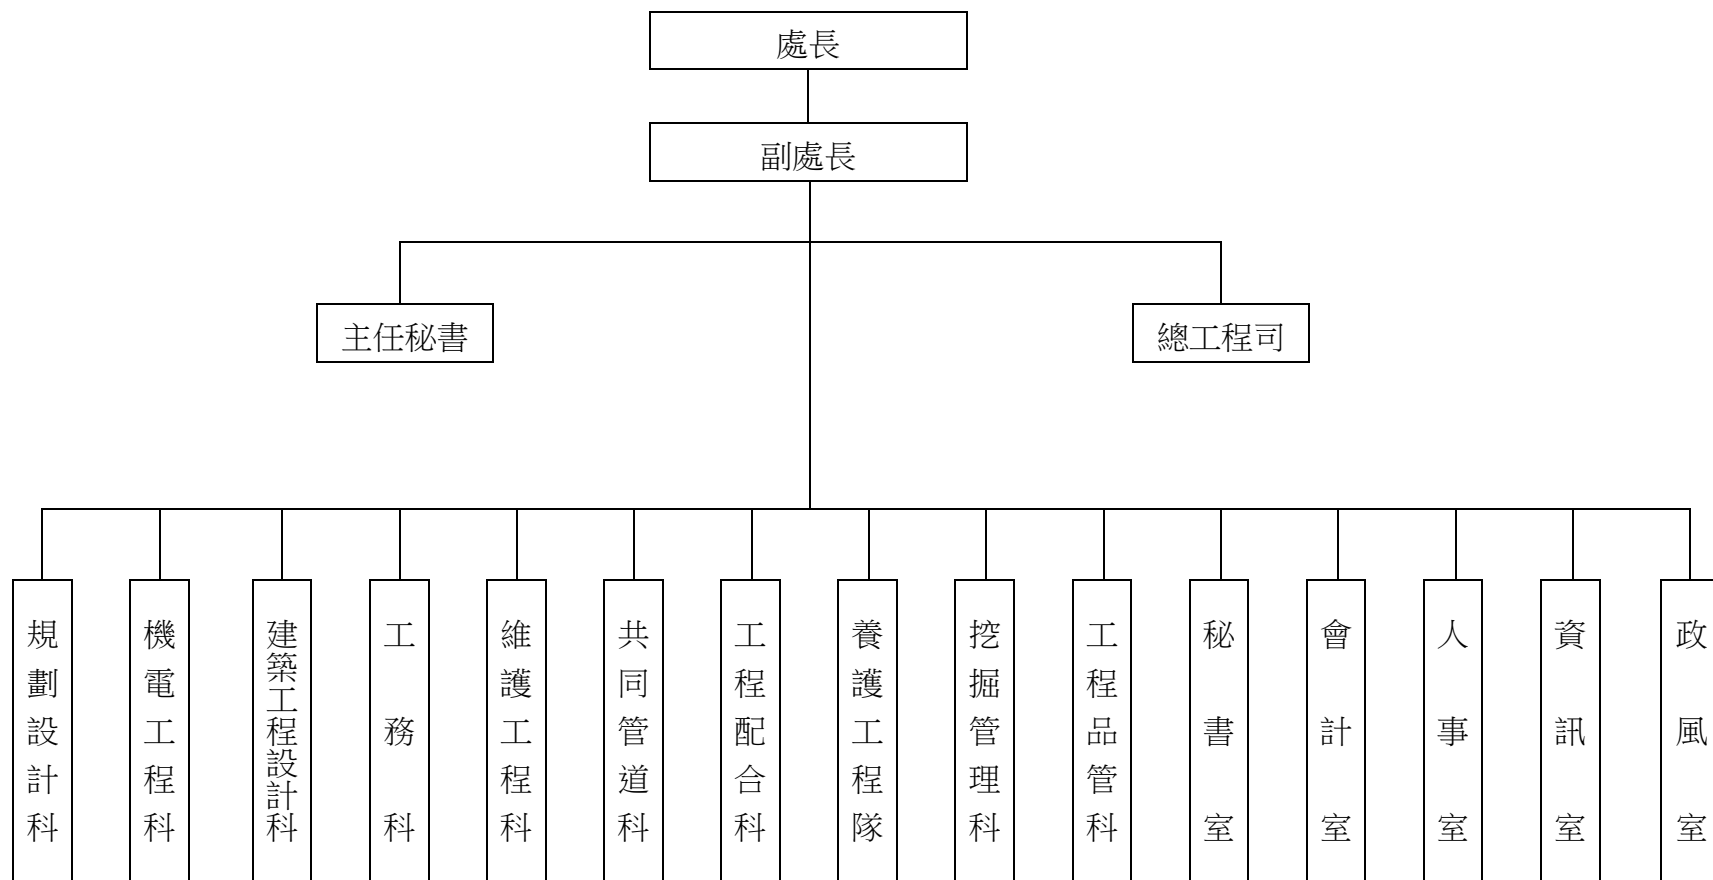 處長
副處長
主任秘書
總工程司
規劃設計科
機電工程科
建築工程設計科
工務科
維護工程科
共同管道科
工程配合科
養護工程隊
挖掘管理科
工程品管科
秘書室
會計室
人事室
資訊室
政風室